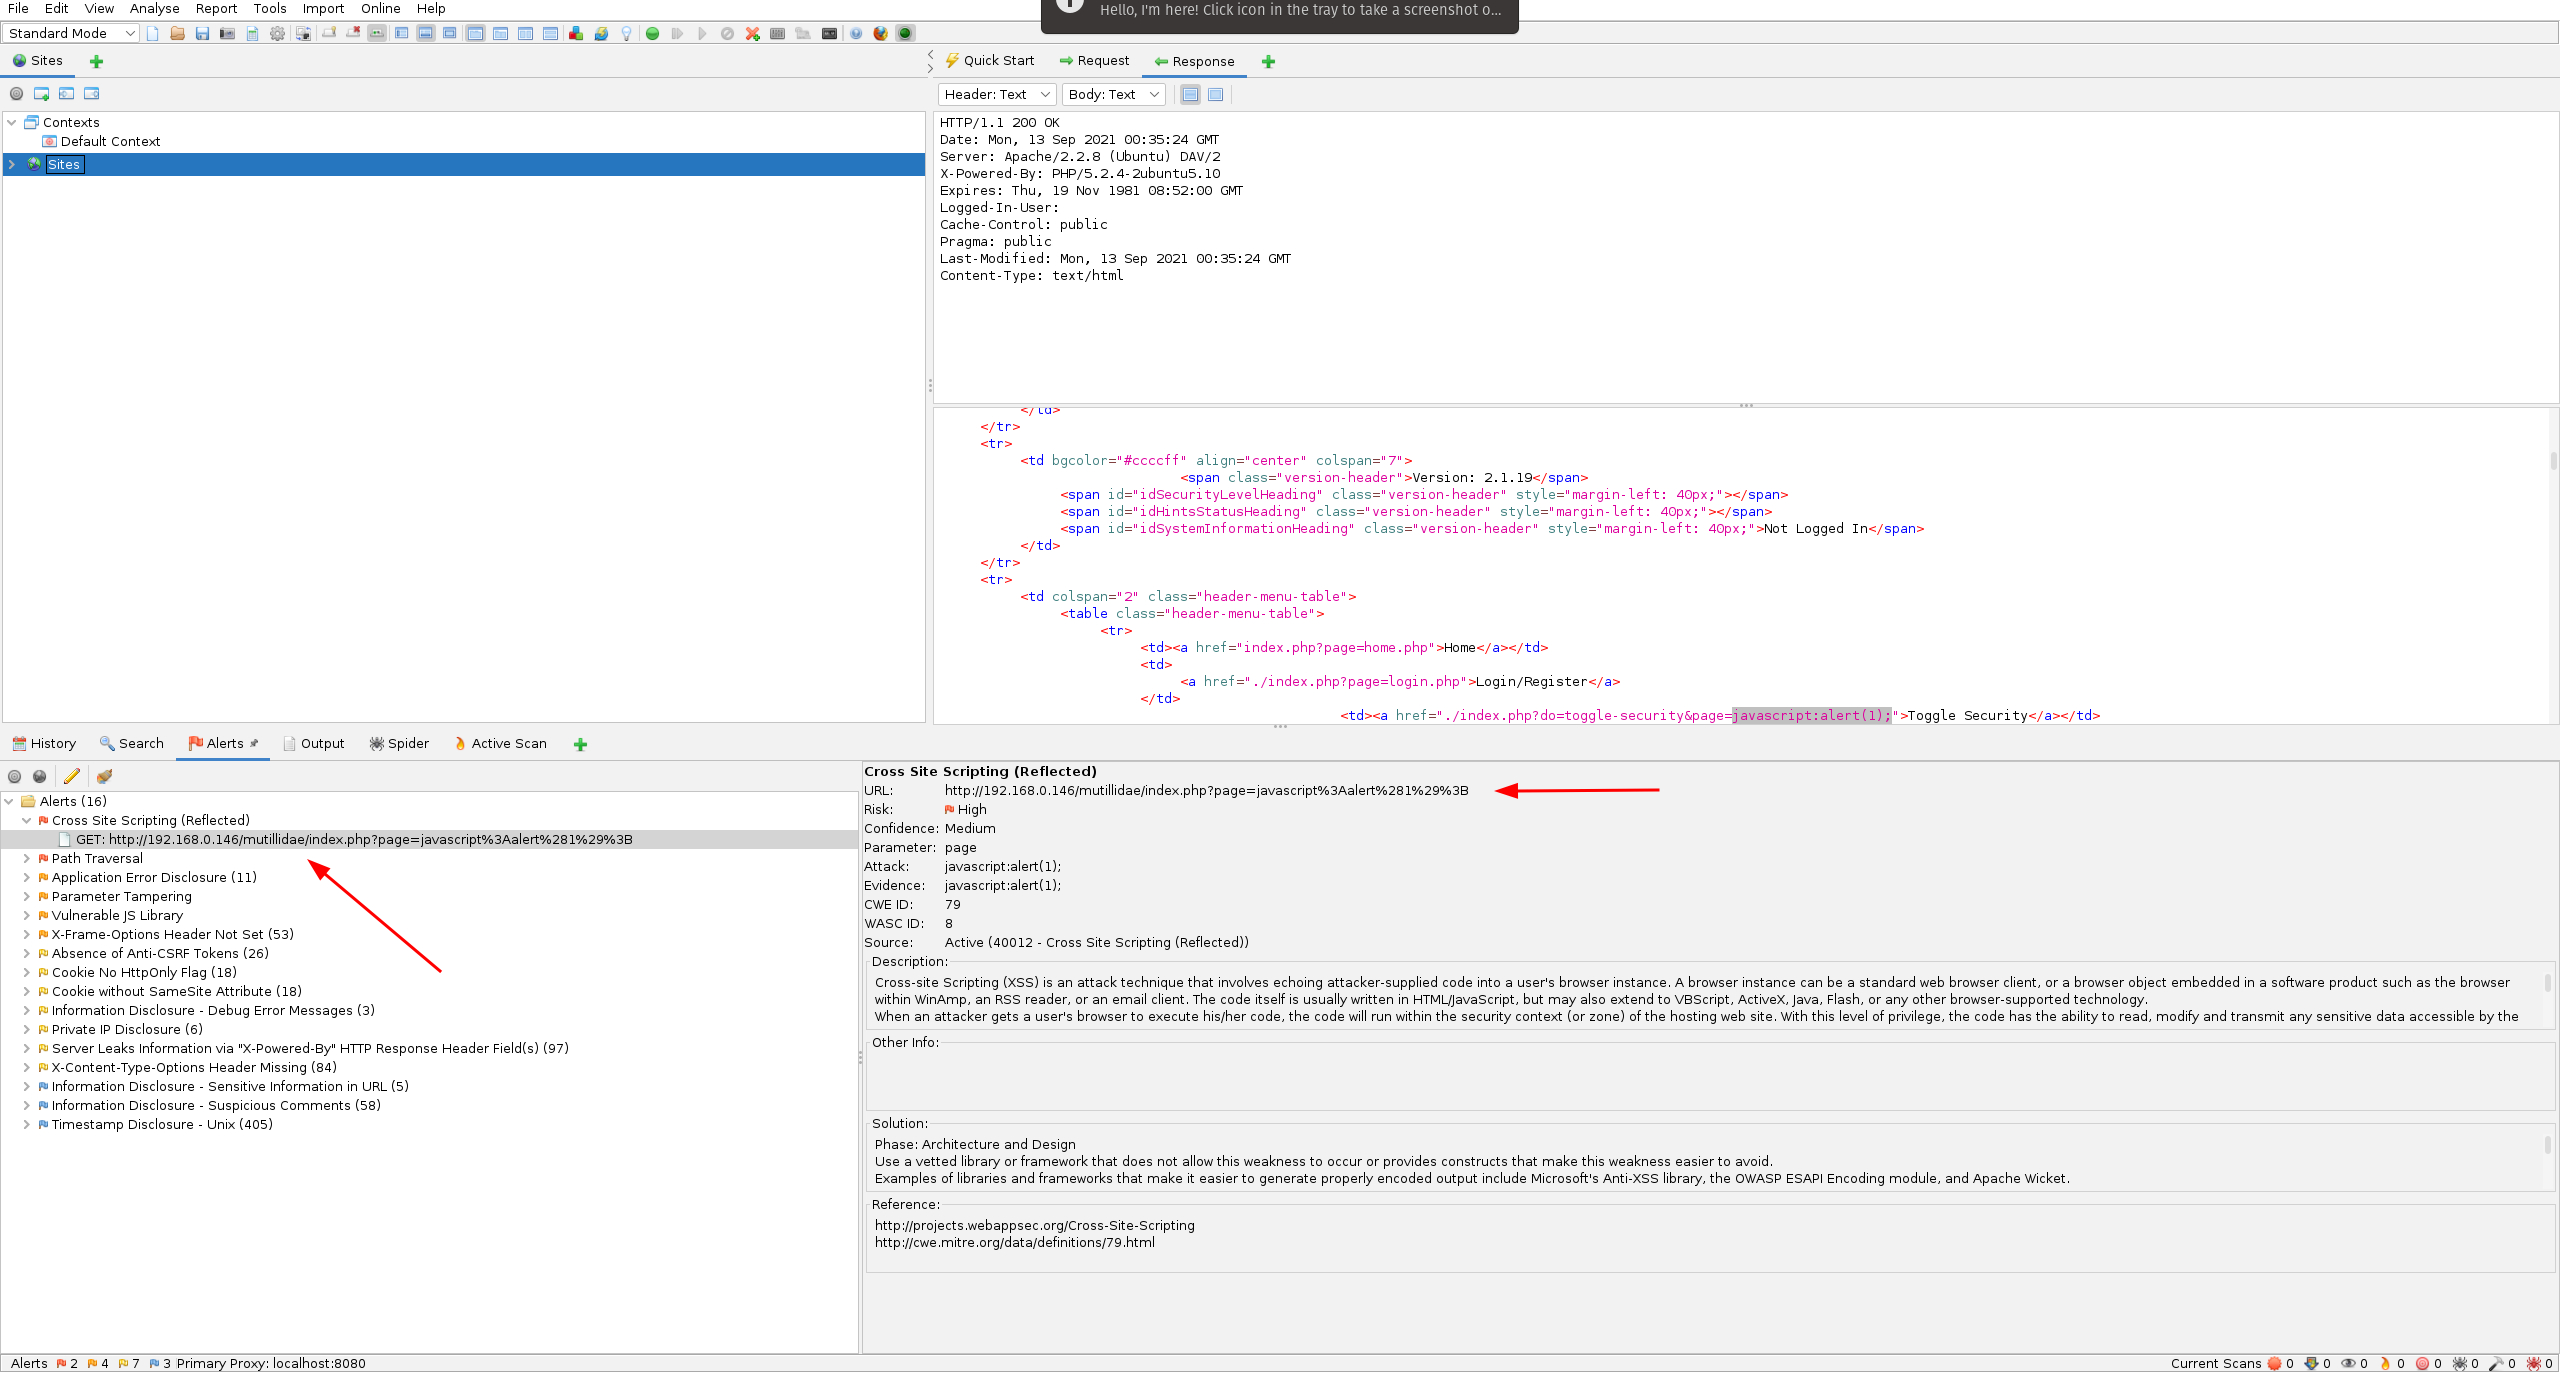 File Edit View Analyse Report Tools Import Online Help
Hello, I'm here! Click icon in the tray to take a screenshot o...
Standard Mode
Sites
Quick Start Request Response
Header: Text Body: Text
Contexts
Default Context
Sites
HTTP/1.1 200 OK
Date: Mon, 13 Sep 2021 00:35:24 GMT
Server: Apache/2.2.8 (Ubuntu) DAV/2
X-Powered-By: PHP/5.2.4-2ubuntu5.10
Expires: Thu, 19 Nov 1981 08:52:00 GMT
Logged-In-User:
Cache-Control: public
Pragma: public
Last-Modified: Mon, 13 Sep 2021 00:35:24 GMT
Content-Type: text/html
</td>
</tr>
<tr>
<td bgcolor="#ccccff" align="center" colspan="7">
<span class="version-header">Version: 2.1.19</span>
<span id="idSecurityLevelHeading" class="version-header" style="margin-left: 40px;"></span>
<span id="idHintsStatusHeading" class="version-header" style="margin-left: 40px;"></span>
<span id="idSystemInformationHeading" class="version-header" style="margin-left: 40px;">Not Logged In</span>
</td>
</tr>
<tr>
<td colspan="2" class="header-menu-table">
<table class="header-menu-table">
<tr>
<td><a href="index.php?page=home.php">Home</a></td>
<td>
<a href="./index.php?page=login.php">Login/Register</a>
</td>
<td><a href="./index.php?do=toggle-security&page=javascript:alert(1);">Toggle Security</a></td>
History Search Alerts Output Spider Active Scan
Alerts (16)
Cross Site Scripting (Reflected)
GET: http://192.168.0.146/mutillidae/index.php?page=javascript%3Aalert%281%29%3B
Path Traversal
Application Error Disclosure (11)
Parameter Tampering
Vulnerable JS Library
X-Frame-Options Header Not Set (53)
Absence of Anti-CSRF Tokens (26)
Cookie No HttpOnly Flag (18)
Cookie without SameSite Attribute (18)
Information Disclosure - Debug Error Messages (3)
Private IP Disclosure (6)
Server Leaks Information via "X-Powered-By" HTTP Response Header Field(s) (97)
X-Content-Type-Options Header Missing (84)
Information Disclosure - Sensitive Information in URL (5)
Information Disclosure - Suspicious Comments (58)
Timestamp Disclosure - Unix (405)
Cross Site Scripting (Reflected)
URL: http://192.168.0.146/mutillidae/index.php?page=javascript%3Aalert%281%29%3B
Risk: High
Confidence: Medium
Parameter: page
Attack: javascript:alert(1);
Evidence: javascript:alert(1);
CWE ID: 79
WASC ID: 8
Source: Active (40012 - Cross Site Scripting (Reflected))
Description:
Cross-site Scripting (XSS) is an attack technique that involves echoing attacker-supplied code into a user's browser instance. A browser instance can be a standard web browser client, or a browser object embedded in a software product such as the browser
within WinAmp, an RSS reader, or an email client. The code itself is usually written in HTML/JavaScript, but may also extend to VBScript, ActiveX, Java, Flash, or any other browser-supported technology.
When an attacker gets a user's browser to execute his/her code, the code will run within the security context (or zone) of the hosting web site. With this level of privilege, the code has the ability to read, modify and transmit any sensitive data accessible by the
Other Info:
Solution:
Phase: Architecture and Design
Use a vetted library or framework that does not allow this weakness to occur or provides constructs that make this weakness easier to avoid.
Examples of libraries and frameworks that make it easier to generate properly encoded output include Microsoft's Anti-XSS library, the OWASP ESAPI Encoding module, and Apache Wicket.
Reference:
http://projects.webappsec.org/Cross-Site-Scripting
http://cwe.mitre.org/data/definitions/79.html
Alerts 2 4 7 3 Primary Proxy: localhost:8080
Current Scans 0 0 0 0 0 0 0 0